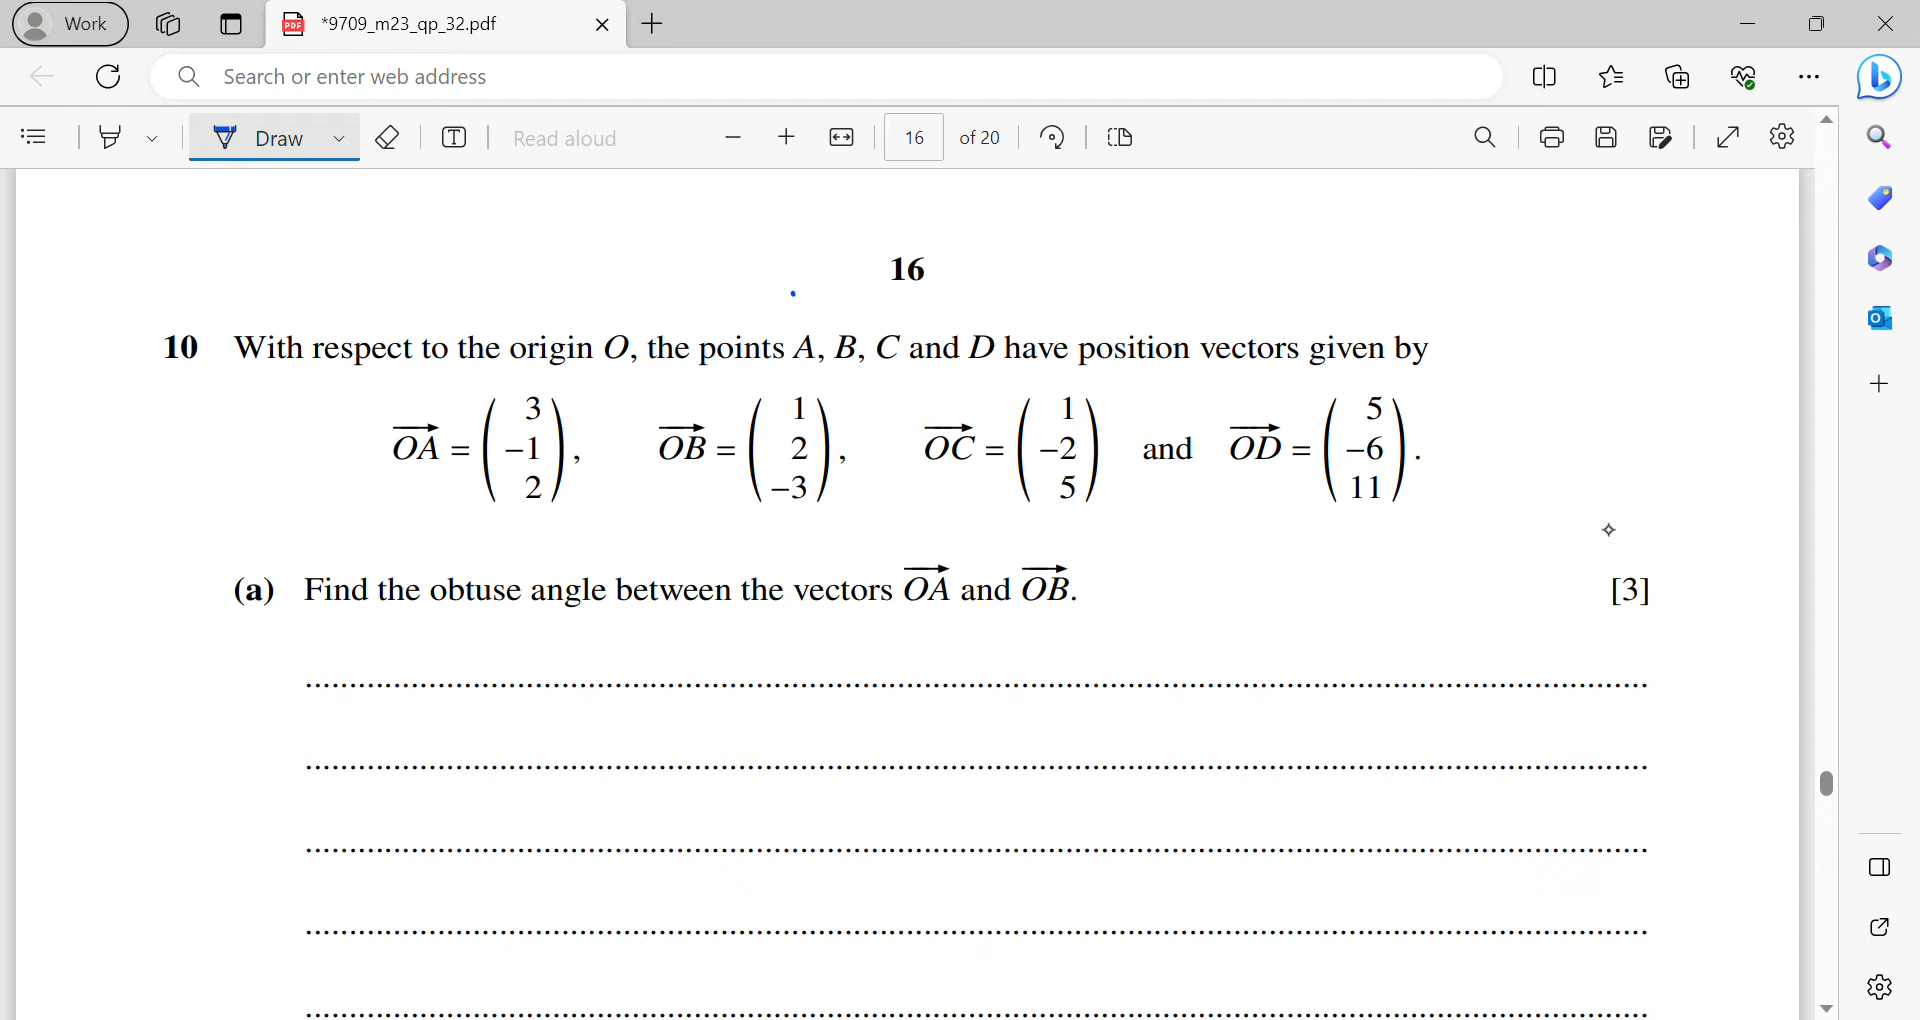 Work
*9709_m23_qp_32.pdf
Search or enter web address
Draw
Read aloud
16 of 20
16
10 With respect to the origin O, the points A, B, C and D have position vectors given by
OA = (3 −1 2), OB = (1 2 −3), OC = (1 −2 5) and OD = (5 −6 11).
(a) Find the obtuse angle between the vectors OA and OB. [3]